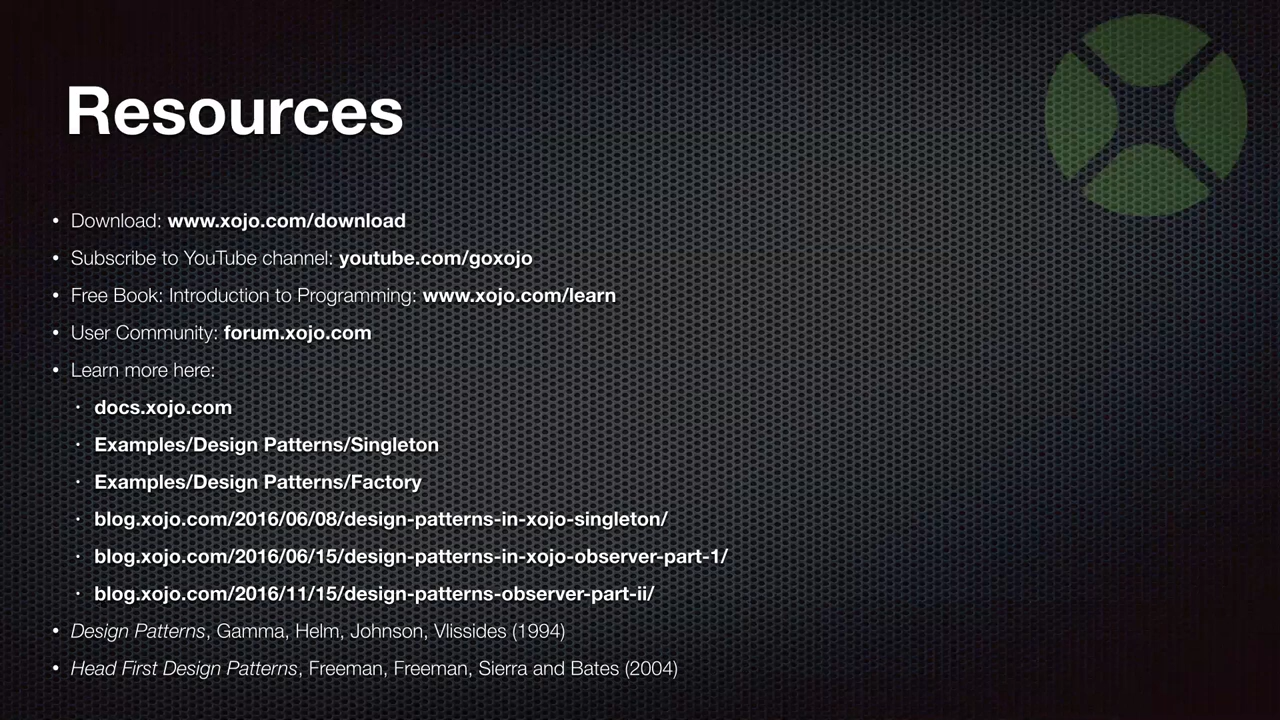 Resources
• Download: www.xojo.com/download
• Subscribe to YouTube channel: youtube.com/goxojo
• Free Book: Introduction to Programming: www.xojo.com/learn
• User Community: forum.xojo.com
• Learn more here:
• docs.xojo.com
• Examples/Design Patterns/Singleton
• Examples/Design Patterns/Factory
• blog.xojo.com/2016/06/08/design-patterns-in-xojo-singleton/
• blog.xojo.com/2016/06/15/design-patterns-in-xojo-observer-part-1/
• blog.xojo.com/2016/11/15/design-patterns-observer-part-ii/
• Design Patterns, Gamma, Helm, Johnson, Vlissides (1994)
• Head First Design Patterns, Freeman, Freeman, Sierra and Bates (2004)